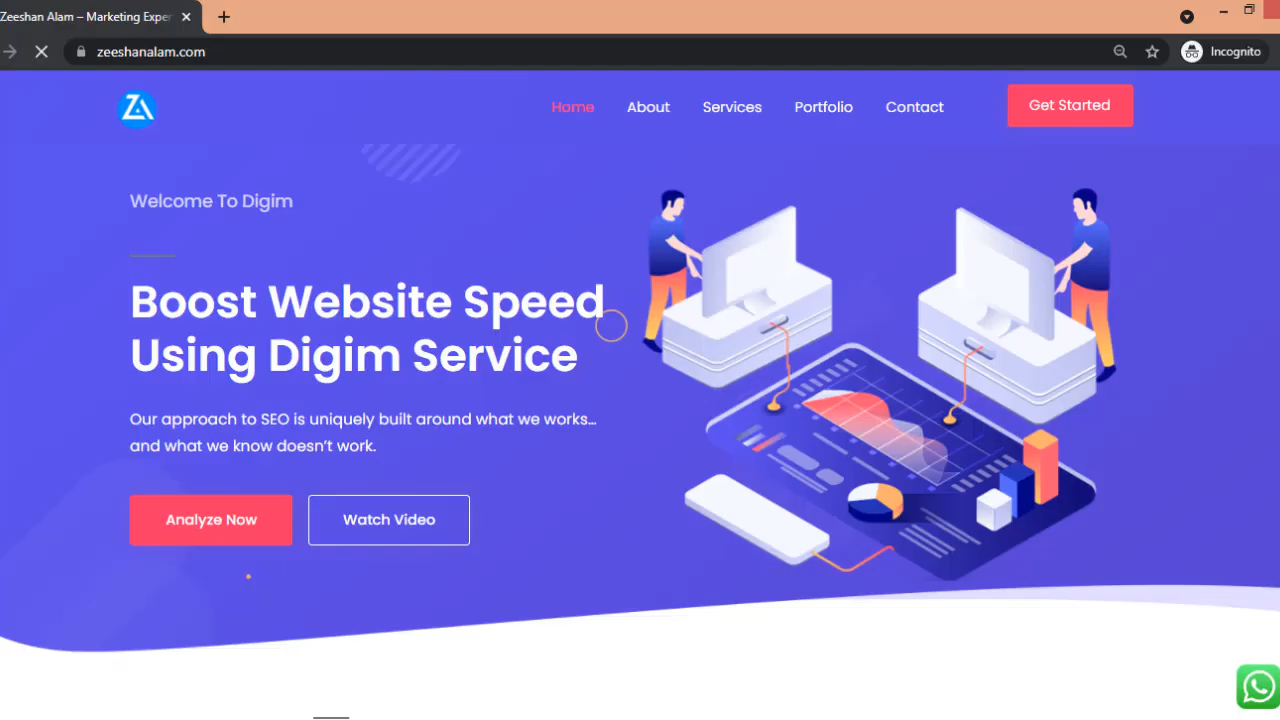 Zeeshan Alam – Marketing Exper
zeeshanalam.com
Incognito
ZA
Home
About
Services
Portfolio
Contact
Get Started
Welcome To Digim
Boost Website Speed
Using Digim Service
Our approach to SEO is uniquely built around what we works...
and what we know doesn't work.
Analyze Now
Watch Video